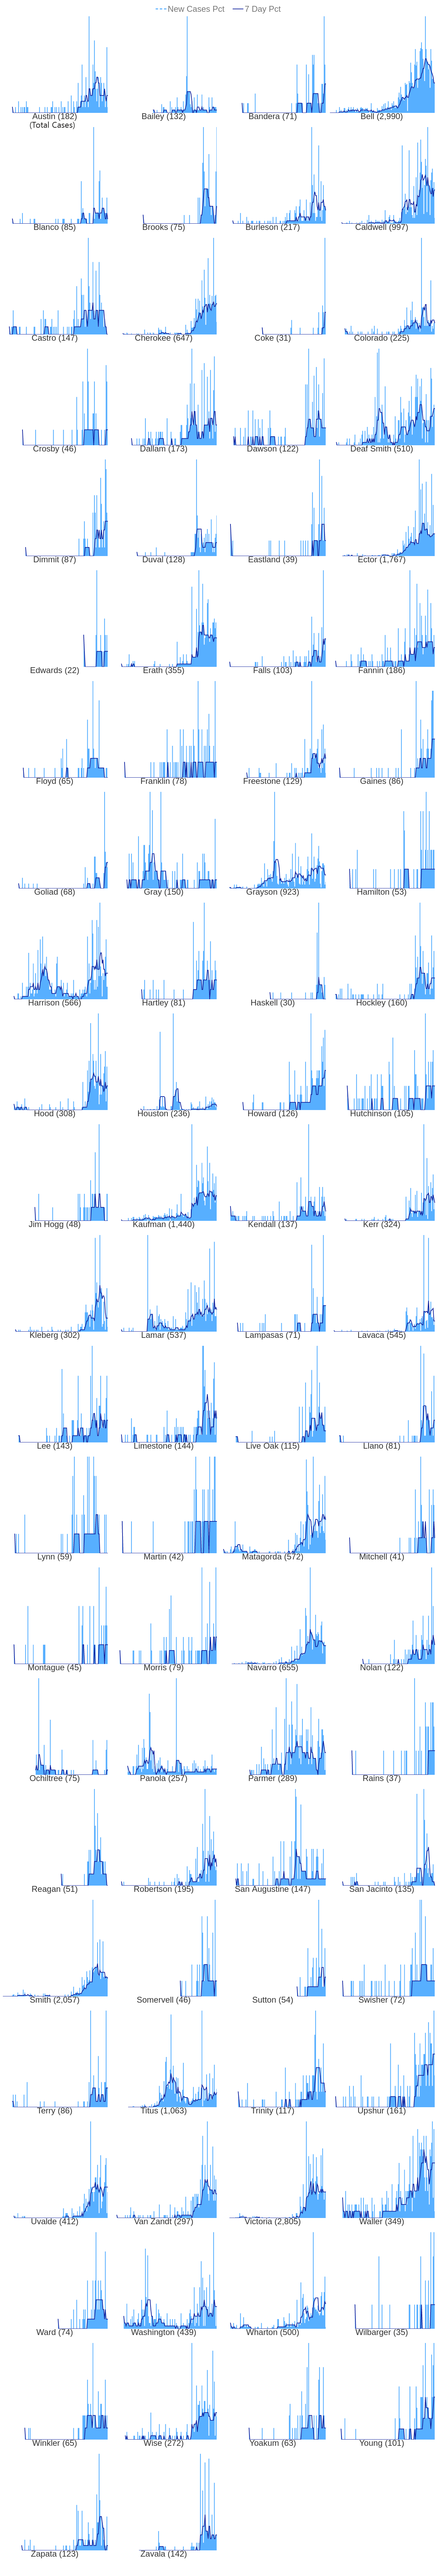 New Cases Pct 7 Day Pct
Austin (182) Bailey (132) Bandera (71) Bell (2,990)
(Total Cases)
Blanco (85) Brooks (75) Burleson (217) Caldwell (997)
Castro (147) Cherokee (647) Coke (31) Colorado (225)
Crosby (46) Dallam (173) Dawson (122) Deaf Smith (510)
Dimmit (87) Duval (128) Eastland (39) Ector (1,767)
Edwards (22) Erath (355) Falls (103) Fannin (186)
Floyd (65) Franklin (78) Freestone (129) Gaines (86)
Goliad (68) Gray (150) Grayson (923) Hamilton (53)
Harrison (566) Hartley (81) Haskell (30) Hockley (160)
Hood (308) Houston (236) Howard (126) Hutchinson (105)
Jim Hogg (48) Kaufman (1,440) Kendall (137) Kerr (324)
Kleberg (302) Lamar (537) Lampasas (71) Lavaca (545)
Lee (143) Limestone (144) Live Oak (115) Llano (81)
Lynn (59) Martin (42) Matagorda (572) Mitchell (41)
Montague (45) Morris (79) Navarro (655) Nolan (122)
Ochiltree (75) Panola (257) Parmer (289) Rains (37)
Reagan (51) Robertson (195) San Augustine (147) San Jacinto (135)
Smith (2,057) Somervell (46) Sutton (54) Swisher (72)
Terry (86) Titus (1,063) Trinity (117) Upshur (161)
Uvalde (412) Van Zandt (297) Victoria (2,805) Waller (349)
Ward (74) Washington (439) Wharton (500) Wilbarger (35)
Winkler (65) Wise (272) Yoakum (63) Young (101)
Zapata (123) Zavala (142)